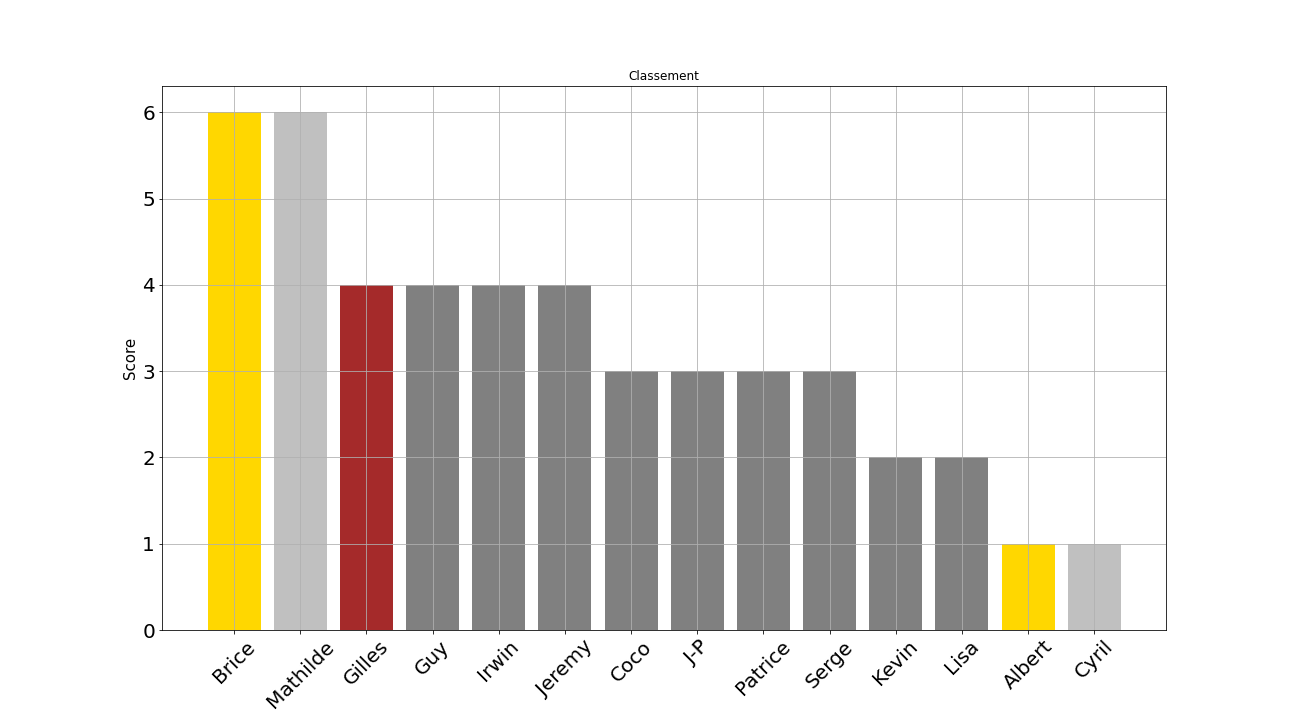 Classement
Score
6
5
4
3
2
1
0
Brice
Mathilde
Gilles
Guy
Irwin
Jeremy
Coco
J-P
Patrice
Serge
Kevin
Lisa
Albert
Cyril